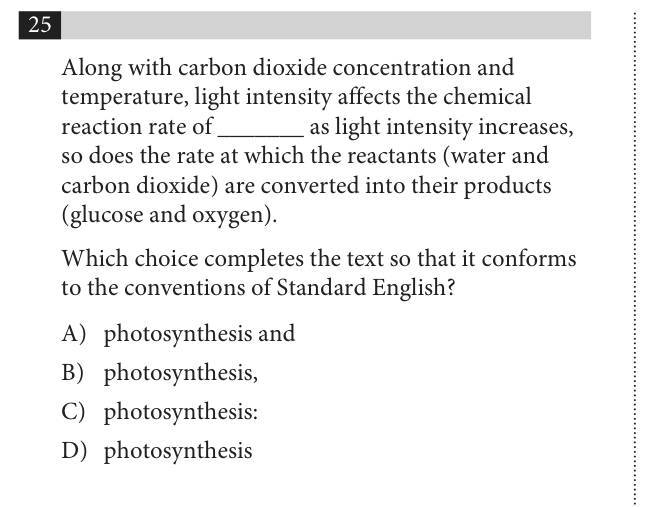 25
Along with carbon dioxide concentration and
temperature, light intensity affects the chemical
reaction rate of _______ as light intensity increases,
so does the rate at which the reactants (water and
carbon dioxide) are converted into their products
(glucose and oxygen).
Which choice completes the text so that it conforms
to the conventions of Standard English?
A) photosynthesis and
B) photosynthesis,
C) photosynthesis:
D) photosynthesis